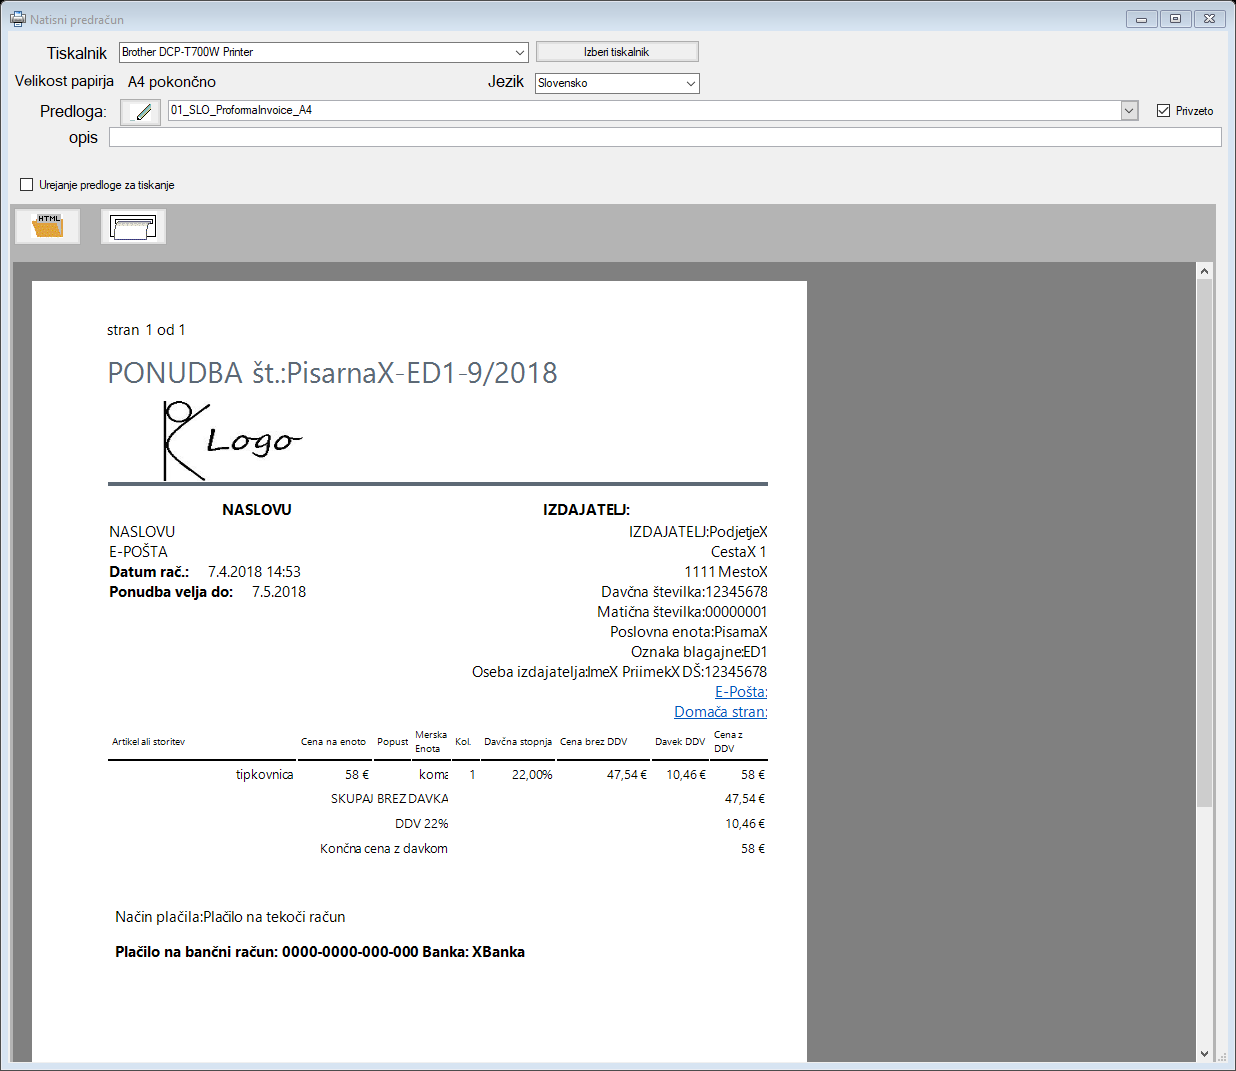 Natisni predračun
Tiskalnik Brother DCP-T700W Printer Izberi tiskalnik
Velikost papirja A4 pokončno Jezik Slovensko
Predloga: 01_SLO_ProformaInvoice_A4 Privzeto
opis
Urejanje predloge za tiskanje
HTML
stran 1 od 1
PONUDBA št.:PisarnaX-ED1-9/2018
Logo
NASLOVU IZDAJATELJ:
NASLOVU IZDAJATELJ:PodjetjeX
E-POŠTA CestaX 1
Datum rač.: 7.4.2018 14:53 1111 MestoX
Ponudba velja do: 7.5.2018 Davčna številka:12345678
Matična številka:00000001
Poslovna enota:PisarnaX
Oznaka blagajne:ED1
Oseba izdajatelja:ImeX PriimekX DŠ:12345678
E-Pošta:
Domača stran:
Artikel ali storitev Cena na enoto Popust Merska Enota Kol. Davčna stopnja Cena brez DDV Davek DDV Cena z DDV
tipkovnica 58 € koma 1 22,00% 47,54 € 10,46 € 58 €
SKUPAJ BREZ DAVKA 47,54 €
DDV 22% 10,46 €
Končna cena z davkom 58 €
Način plačila:Plačilo na tekoči račun
Plačilo na bančni račun: 0000-0000-000-000 Banka: XBanka